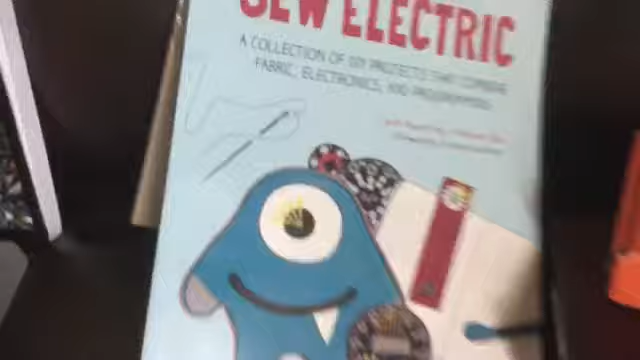 SEW ELECTRIC
A COLLECTION OF DIY PROJECTS THAT COMBINE
FABRIC, ELECTRONICS, AND PROGRAMMING